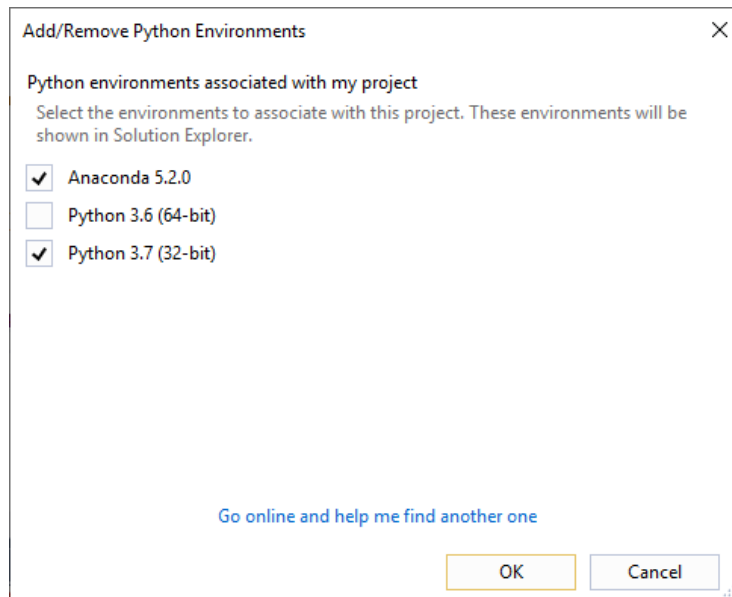 Add/Remove Python Environments
Python environments associated with my project
Select the environments to associate with this project. These environments will be
shown in Solution Explorer.
Anaconda 5.2.0
Python 3.6 (64-bit)
Python 3.7 (32-bit)
Go online and help me find another one
OK
Cancel